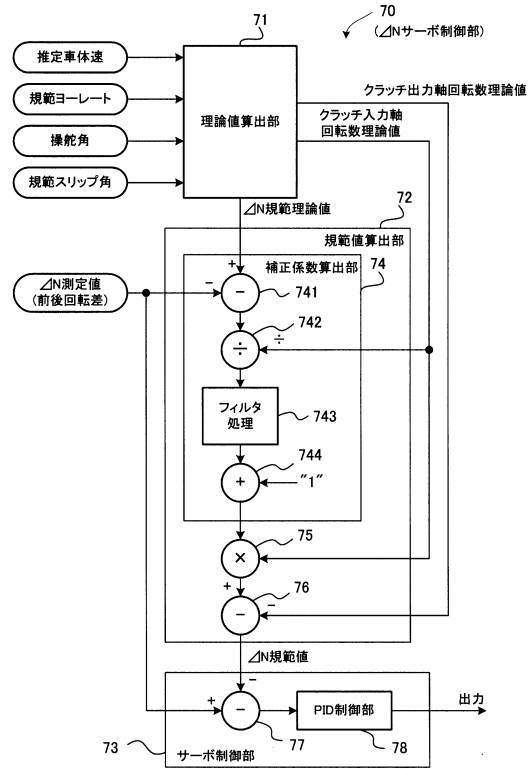 70
(⊿Nサーボ制御部)
71
推定車体速
規範ヨーレート
操舵角
規範スリップ角
理論値算出部
クラッチ出力軸回転数理論値
クラッチ入力軸
回転数理論値
⊿N規範理論値
72
規範値算出部
補正係数算出部
74
⊿N測定値
(前後回転差)
+
-
-
741
742
÷
÷
フィルタ
処理
743
744
+
"1"
75
×
76
+
-
-
⊿N規範値
-
+
-
77
PID制御部
78
出力
73
サーボ制御部